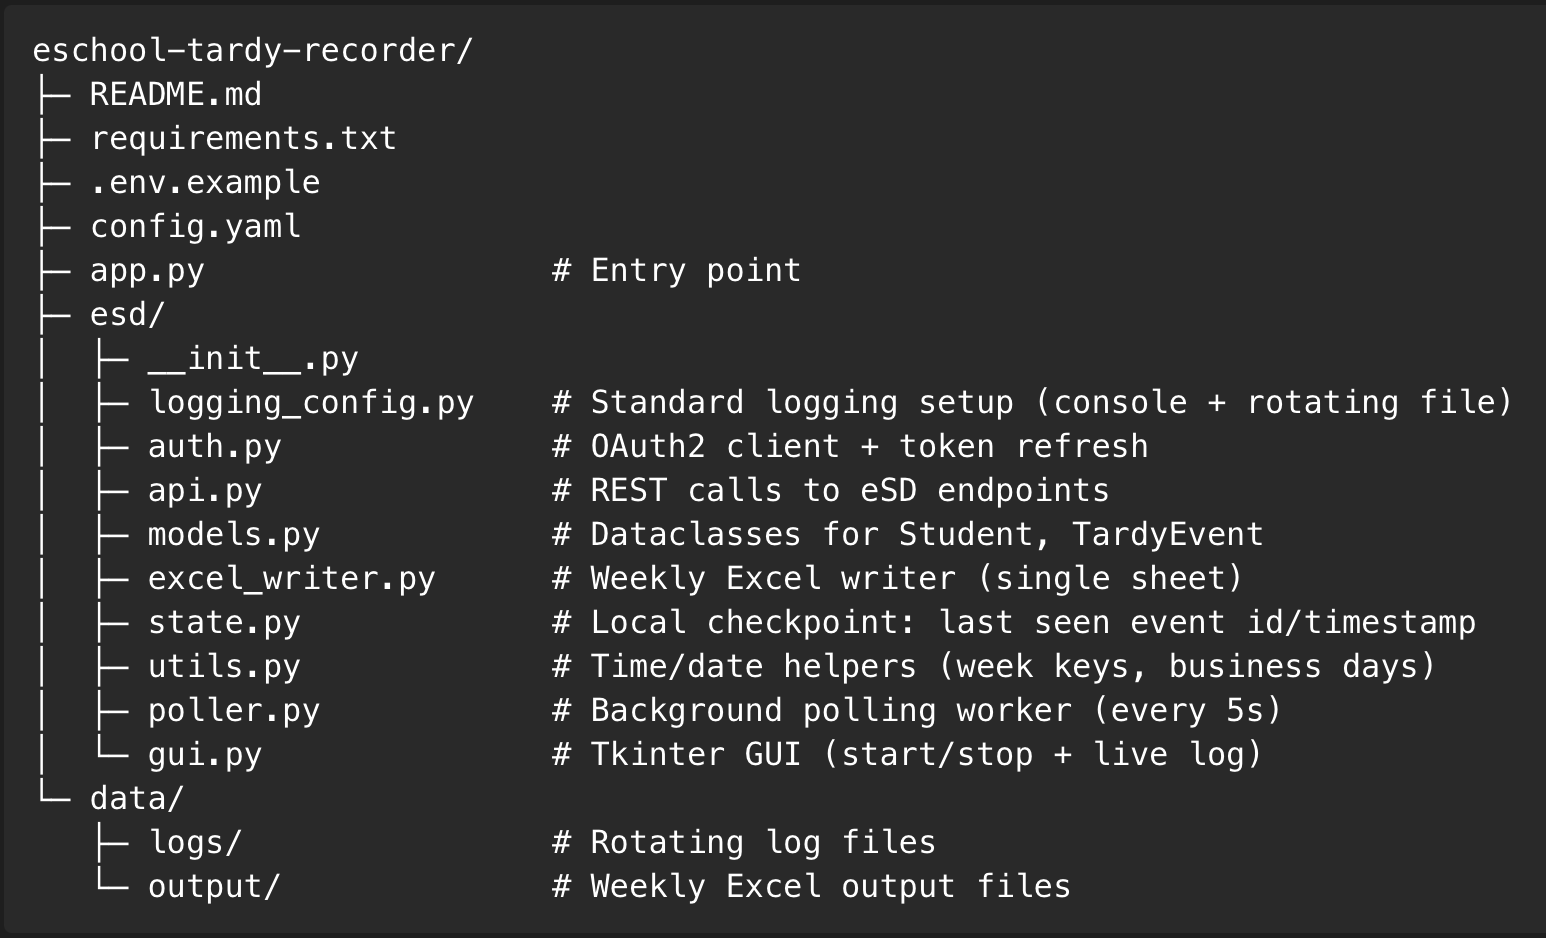 eschool-tardy-recorder/
├─ README.md
├─ requirements.txt
├─ .env.example
├─ config.yaml
├─ app.py                  # Entry point
├─ esd/
│  ├─ __init__.py
│  ├─ logging_config.py    # Standard logging setup (console + rotating file)
│  ├─ auth.py              # OAuth2 client + token refresh
│  ├─ api.py               # REST calls to eSD endpoints
│  ├─ models.py            # Dataclasses for Student, TardyEvent
│  ├─ excel_writer.py      # Weekly Excel writer (single sheet)
│  ├─ state.py             # Local checkpoint: last seen event id/timestamp
│  ├─ utils.py             # Time/date helpers (week keys, business days)
│  ├─ poller.py            # Background polling worker (every 5s)
│  └─ gui.py               # Tkinter GUI (start/stop + live log)
└─ data/
   ├─ logs/                # Rotating log files
   └─ output/              # Weekly Excel output files